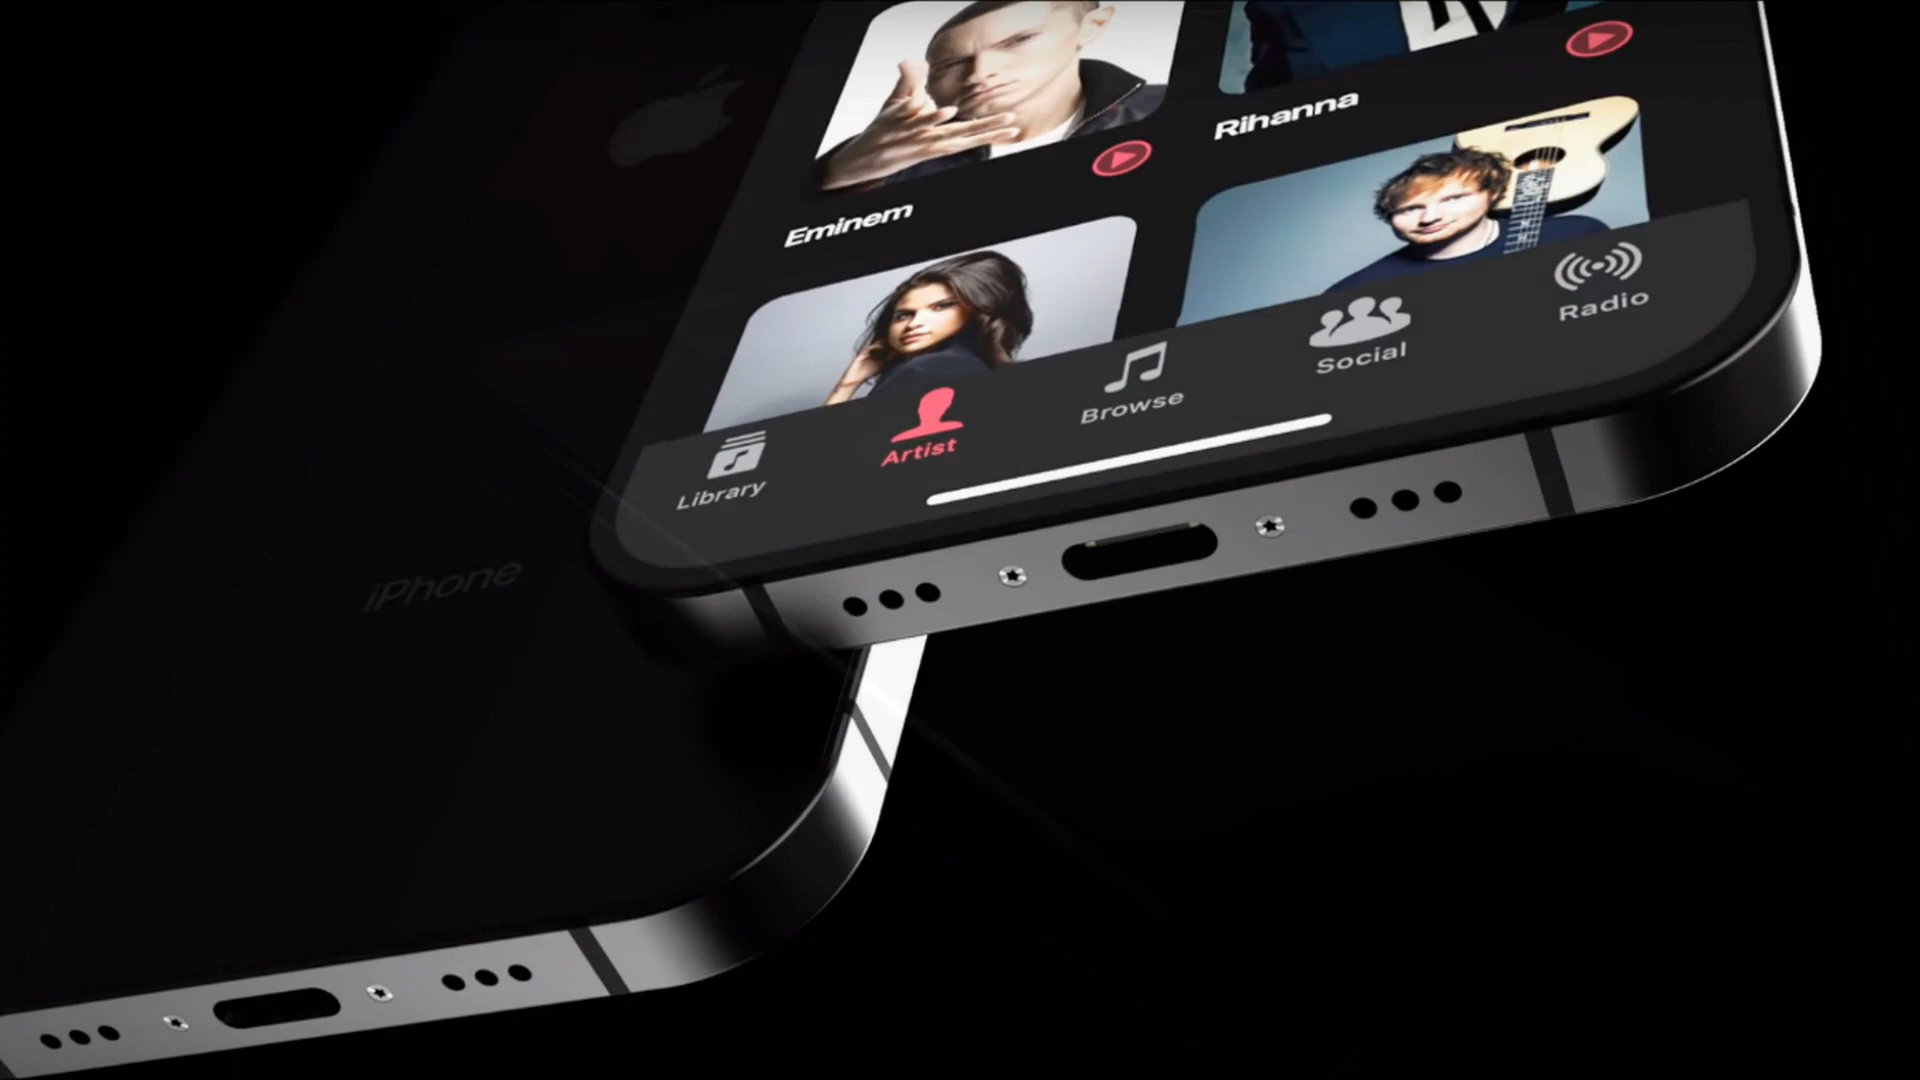 Rihanna
Eminem
Library
Artist
Browse
Social
Radio
iPhone